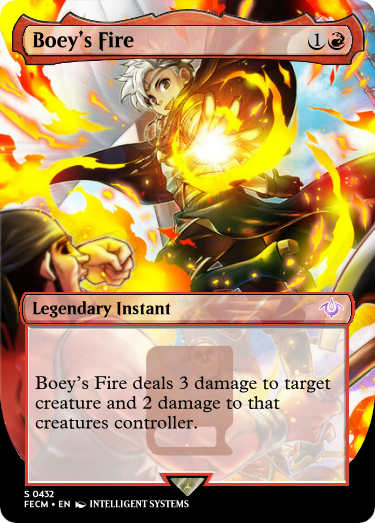 Boey's Fire 1
Legendary Instant
Boey's Fire deals 3 damage to target
creature and 2 damage to that
creatures controller.
S 0432
FECM • EN INTELLIGENT SYSTEMS